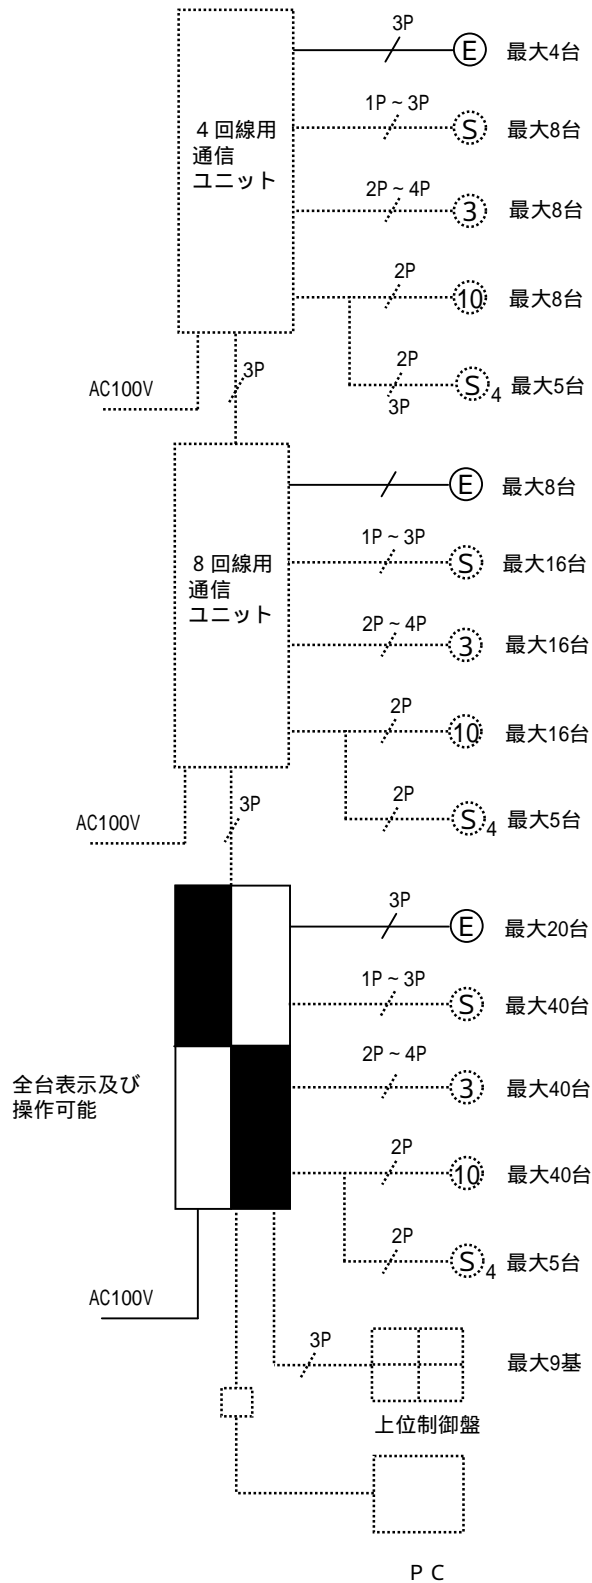 3P
E 最大4台
1P~3P
S 最大8台
4回線用
通信
ユニット
2P~4P
3 最大8台
2P
10 最大8台
2P
3P
S4 最大5台
3P
AC100V
E 最大8台
1P~3P
S 最大16台
8回線用
通信
ユニット
2P~4P
3 最大16台
2P
10 最大16台
2P
S4 最大5台
3P
AC100V
3P
E 最大20台
1P~3P
S 最大40台
2P~4P
3 最大40台
全台表示及び
操作可能
2P
10 最大40台
2P
S4 最大5台
AC100V
3P
最大9基
上位制御盤
PC